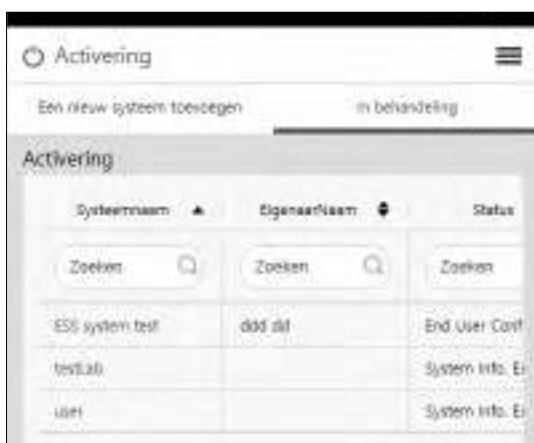 Activering
Een nieuw systeem toevoegen
In behandeling
Activering
Systeemnaam EigenaarNaam Status
Zoeken Zoeken Zoeken
ESS system test ddd dd End User Conf
testLab System Info. E
user System Info. E